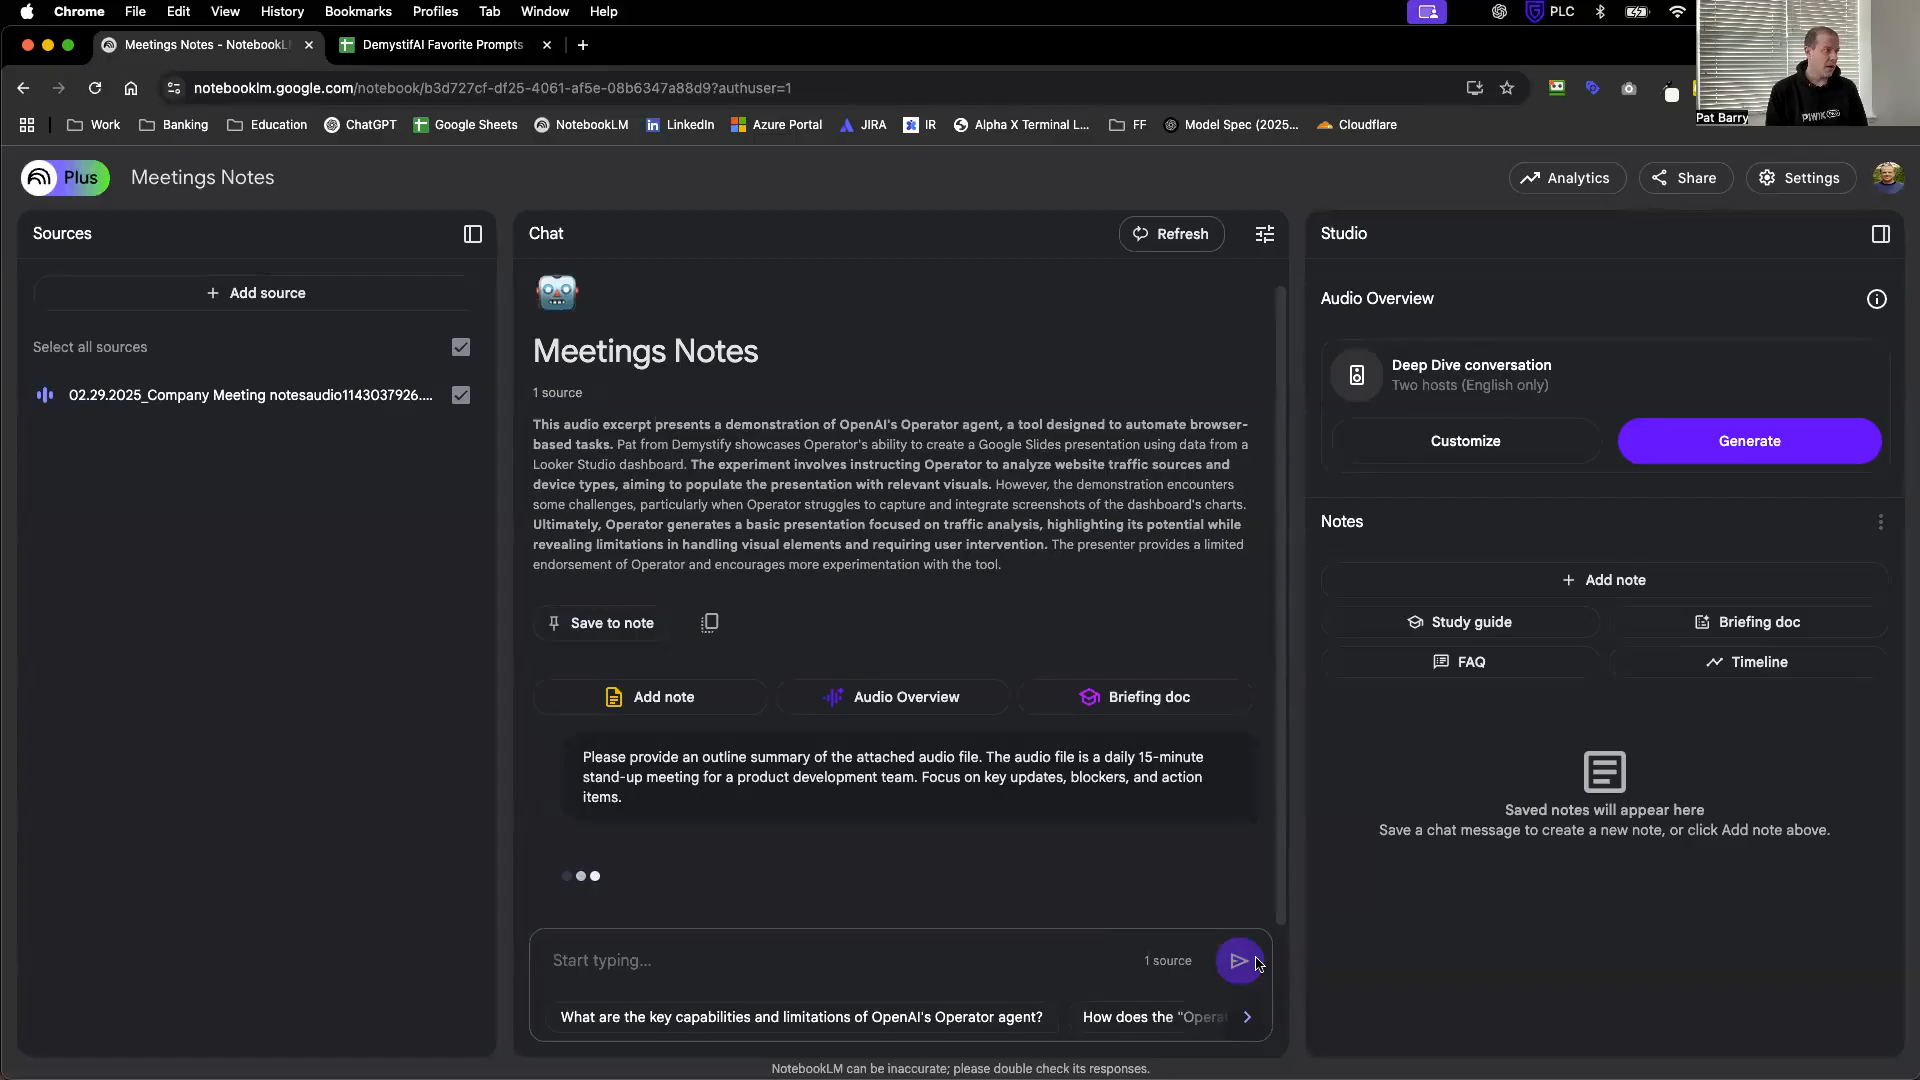 Chrome File Edit View History Bookmarks Profiles Tab Window Help
PLC
Meetings Notes - NotebookL
DemystifAI Favorite Prompts
notebooklm.google.com/notebook/b3d727cf-df25-4061-af5e-08b6347a88d9?authuser=1
PIWIK
Pat Barry
Work Banking Education ChatGPT Google Sheets NotebookLM LinkedIn Azure Portal JIRA IR Alpha X Terminal L... FF Model Spec (2025... Cloudflare
Plus
Meetings Notes
Analytics
Share
Settings
Sources
Add source
Select all sources
02.29.2025_Company Meeting notesaudio1143037926....
Chat
Refresh
Meetings Notes
1 source
This audio excerpt presents a demonstration of OpenAI's Operator agent, a tool designed to automate browser-
based tasks. Pat from Demystify showcases Operator's ability to create a Google Slides presentation using data from a
Looker Studio dashboard. The experiment involves instructing Operator to analyze website traffic sources and
device types, aiming to populate the presentation with relevant visuals. However, the demonstration encounters
some challenges, particularly when Operator struggles to capture and integrate screenshots of the dashboard's charts.
Ultimately, Operator generates a basic presentation focused on traffic analysis, highlighting its potential while
revealing limitations in handling visual elements and requiring user intervention. The presenter provides a limited
endorsement of Operator and encourages more experimentation with the tool.
Save to note
Add note
Audio Overview
Briefing doc
Please provide an outline summary of the attached audio file. The audio file is a daily 15-minute
stand-up meeting for a product development team. Focus on key updates, blockers, and action
items.
Start typing...
1 source
What are the key capabilities and limitations of OpenAI's Operator agent?
How does the "Opera
Studio
Audio Overview
Deep Dive conversation
Two hosts (English only)
Customize
Generate
Notes
Add note
Study guide
Briefing doc
FAQ
Timeline
Saved notes will appear here
Save a chat message to create a new note, or click Add note above.
NotebookLM can be inaccurate; please double check its responses.